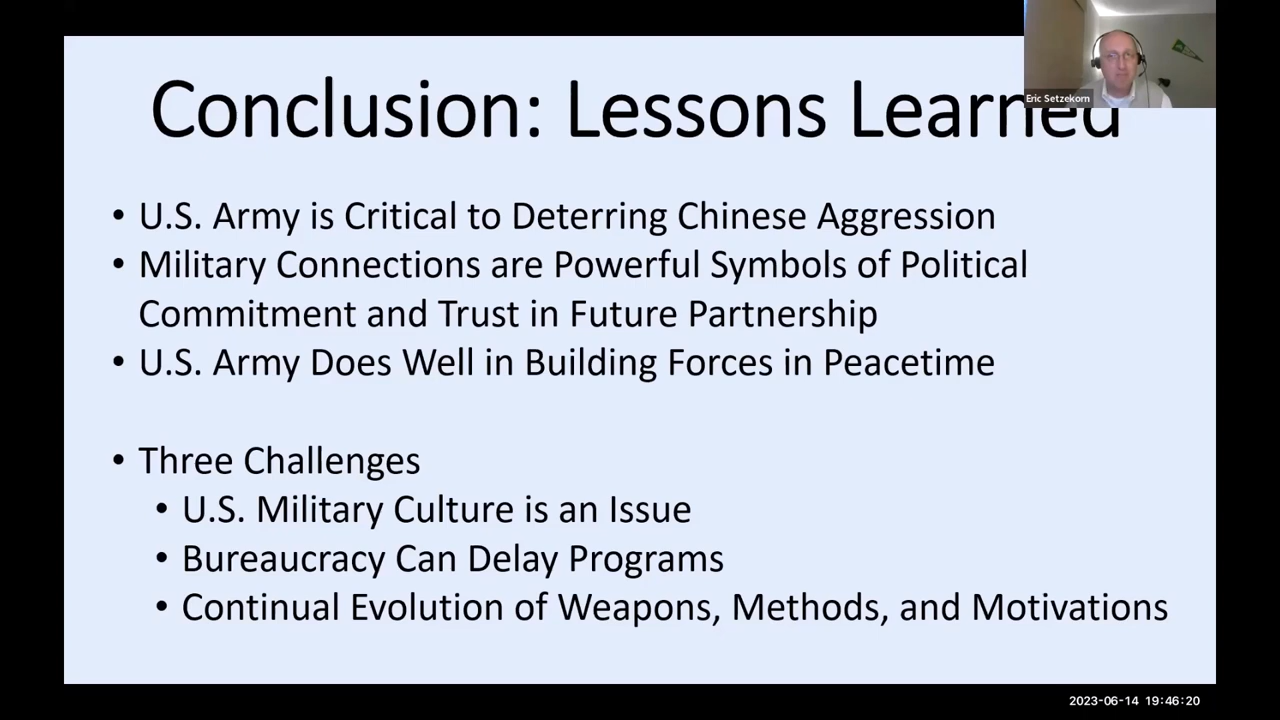 Conclusion: Lessons Learned
Eric Setzekorn
• U.S. Army is Critical to Deterring Chinese Aggression
• Military Connections are Powerful Symbols of Political
Commitment and Trust in Future Partnership
• U.S. Army Does Well in Building Forces in Peacetime
• Three Challenges
• U.S. Military Culture is an Issue
• Bureaucracy Can Delay Programs
• Continual Evolution of Weapons, Methods, and Motivations
2023-06-14 19:46:20